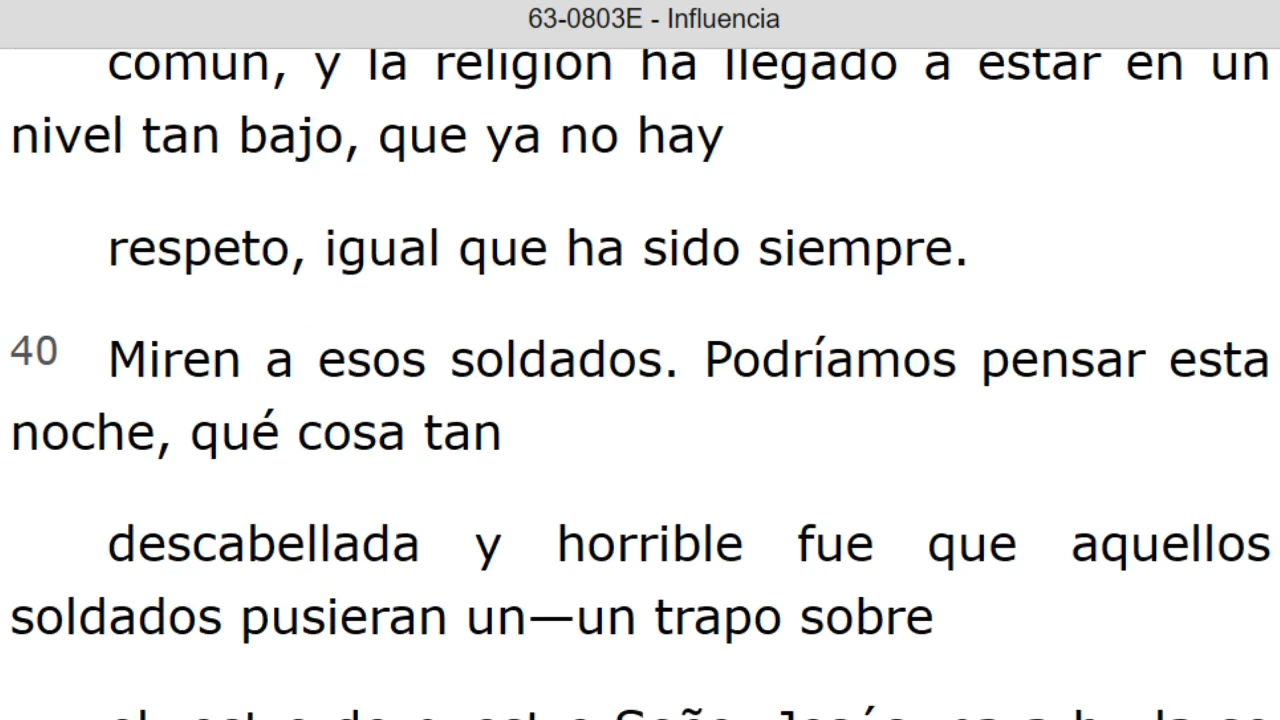 63-0803E - Influencia
común, y la religión ha llegado a estar en un
nivel tan bajo, que ya no hay
respeto, igual que ha sido siempre.
40 Miren a esos soldados. Podríamos pensar esta
noche, qué cosa tan
descabellada y horrible fue que aquellos
soldados pusieran un—un trapo sobre